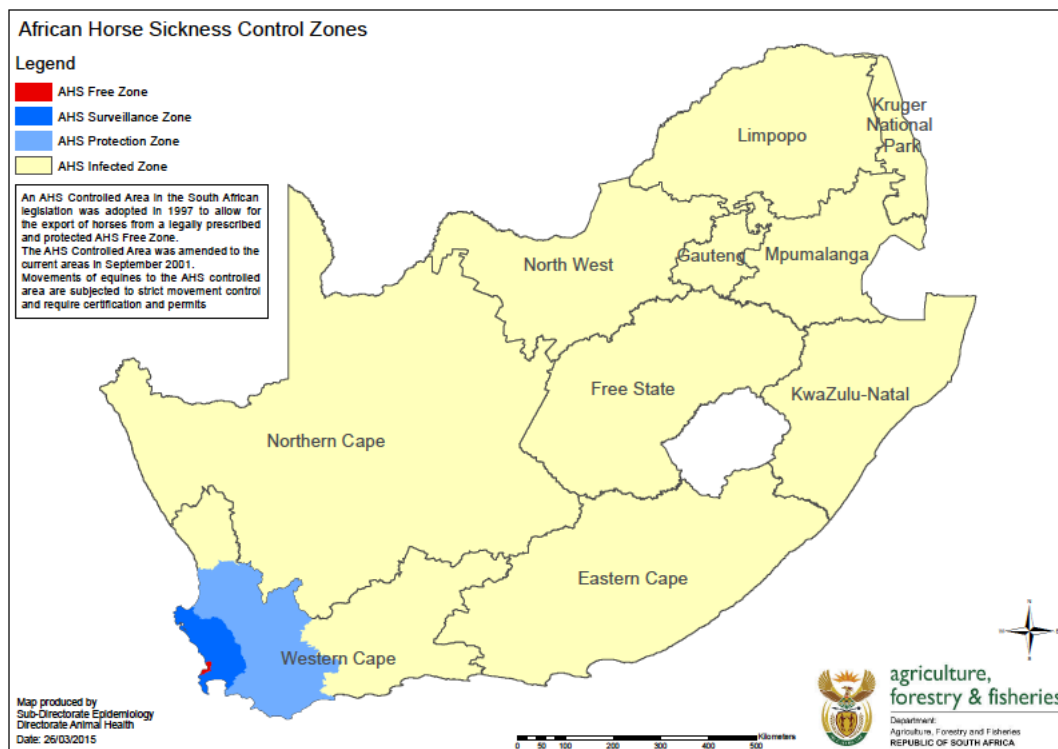 African Horse Sickness Control Zones
Legend
AHS Free Zone
AHS Surveillance Zone
AHS Protection Zone
AHS Infected Zone
An AHS Controlled Area in the South African
legislation was adopted in 1997 to allow for
the export of horses from a legally prescribed
and protected AHS Free Zone.
The AHS Controlled Area was amended to the
current areas in September 2001.
Movements of equines to the AHS controlled
area are subjected to strict movement control
and require certification and permits
Limpopo
Kruger
National
Park
North West
Gauteng
Mpumalanga
Free State
KwaZulu-Natal
Northern Cape
Eastern Cape
Western Cape
N
W
E
S
Map produced by
Sub-Directorate Epidemiology
Directorate Animal Health
Date: 26/03/2015
Kilometers
0 50 100 200 300 400 500
agriculture,
forestry & fisheries
Department:
Agriculture, Forestry and Fisheries
REPUBLIC OF SOUTH AFRICA